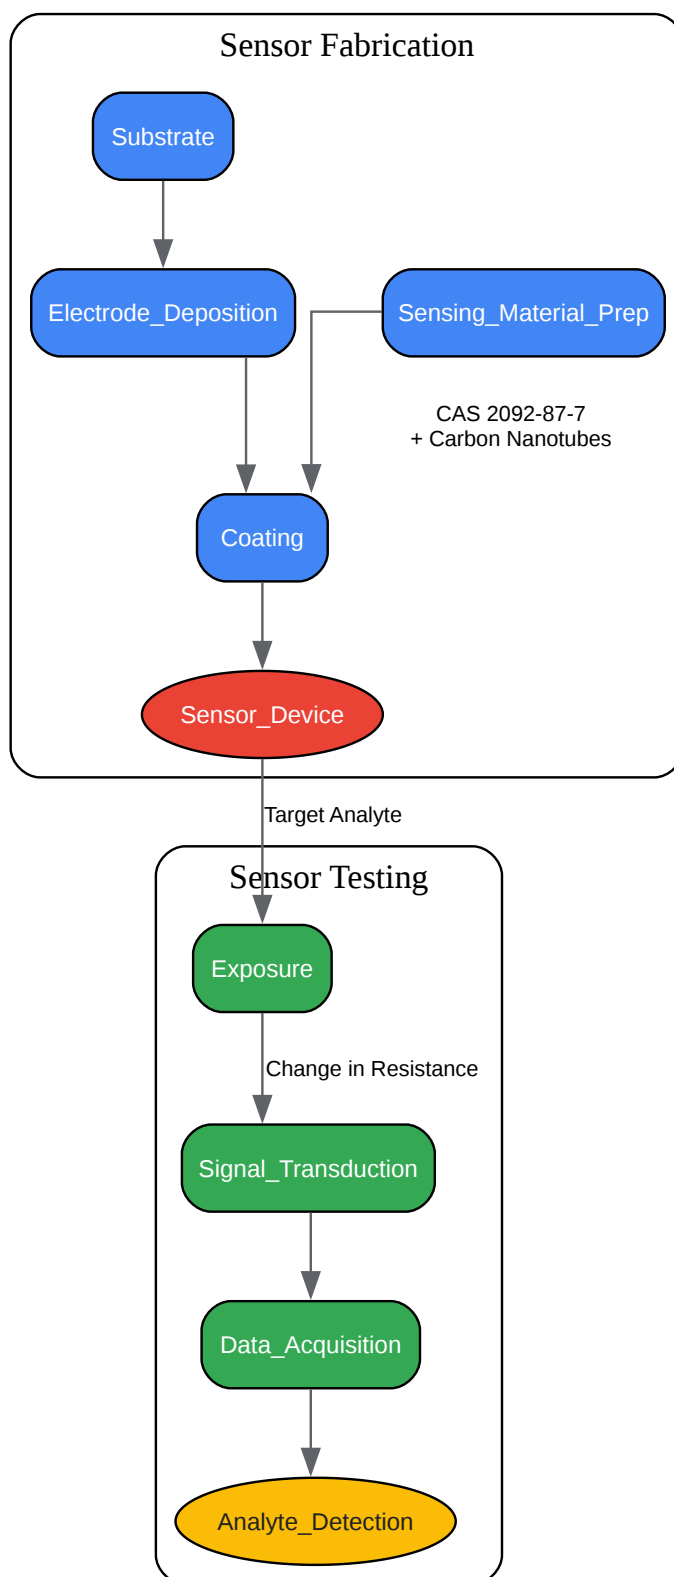 Sensor Fabrication
Substrate
Electrode_Deposition
Sensing_Material_Prep
CAS 2092-87-7
+ Carbon Nanotubes
Coating
Sensor_Device
Target Analyte
Sensor Testing
Exposure
Change in Resistance
Signal_Transduction
Data_Acquisition
Analyte_Detection